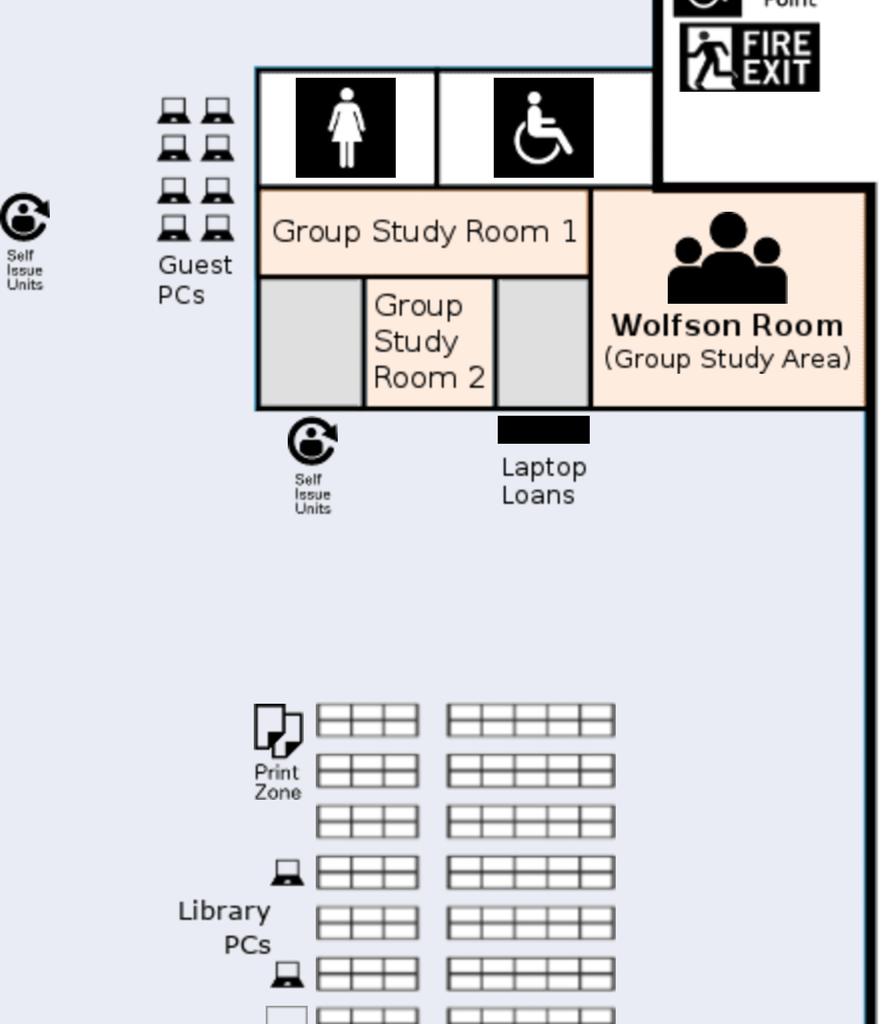 Point
FIRE
EXIT
Self
Issue
Units
Guest
PCs
Group Study Room 1
Group
Study
Room 2
Wolfson Room
(Group Study Area)
Self
Issue
Units
Laptop
Loans
Print
Zone
Library
PCs